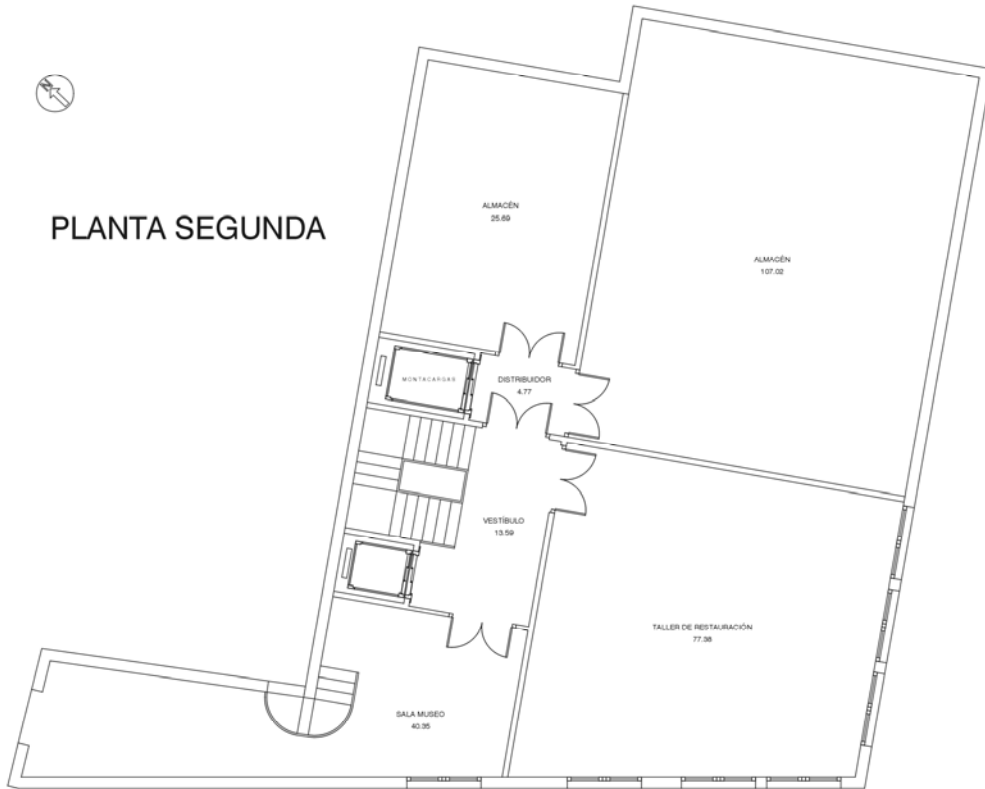 N
PLANTA SEGUNDA
ALMACÉN
25.69
ALMACÉN
107.02
MONTACARGAS
DISTRIBUIDOR
4.77
VESTÍBULO
13.59
TALLER DE RESTAURACIÓN
77.38
SALA MUSEO
40.35